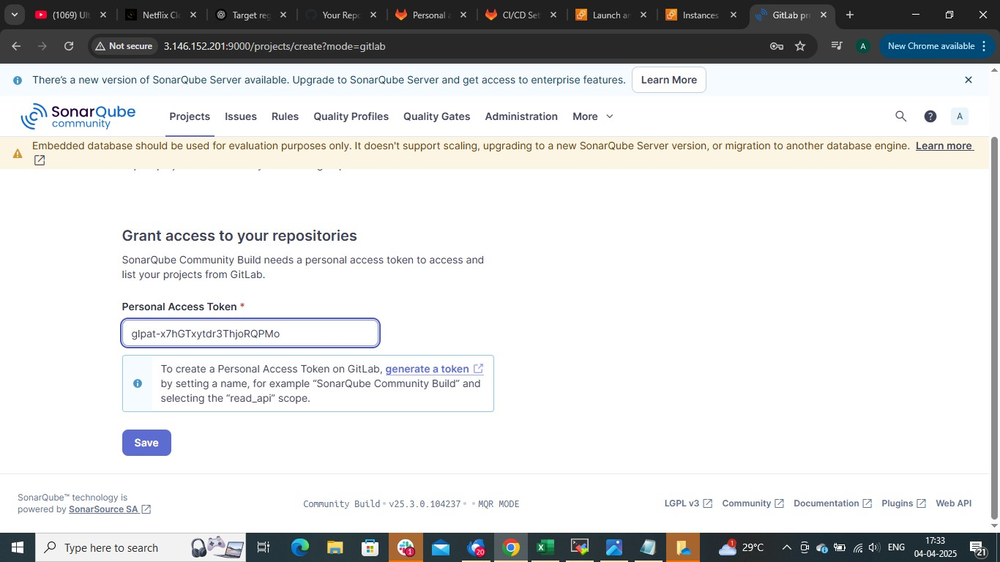 (1069) Ult
Netflix Clo
Target reg
Your Repo
Personal a
CI/CD Set
Launch an
Instances
GitLab pro
Not secure
3.146.152.201:9000/projects/create?mode=gitlab
A
New Chrome available
There's a new version of SonarQube Server available. Upgrade to SonarQube Server and get access to enterprise features.
Learn More
SonarQube
community
Projects
Issues
Rules
Quality Profiles
Quality Gates
Administration
More
A
Embedded database should be used for evaluation purposes only. It doesn't support scaling, upgrading to a new SonarQube Server version, or migration to another database engine. Learn more
Grant access to your repositories
SonarQube Community Build needs a personal access token to access and
list your projects from GitLab.
Personal Access Token *
glpat-x7hGTxytdr3ThjoRQPMo
To create a Personal Access Token on GitLab, generate a token
by setting a name, for example “SonarQube Community Build” and
selecting the “read_api” scope.
Save
SonarQube™ technology is
powered by SonarSource SA
Community Build • v25.3.0.104237 • • MQR MODE
LGPL v3
Community
Documentation
Plugins
Web API
Type here to search
1
20
1
29°C
ENG
17:33
04-04-2025
21